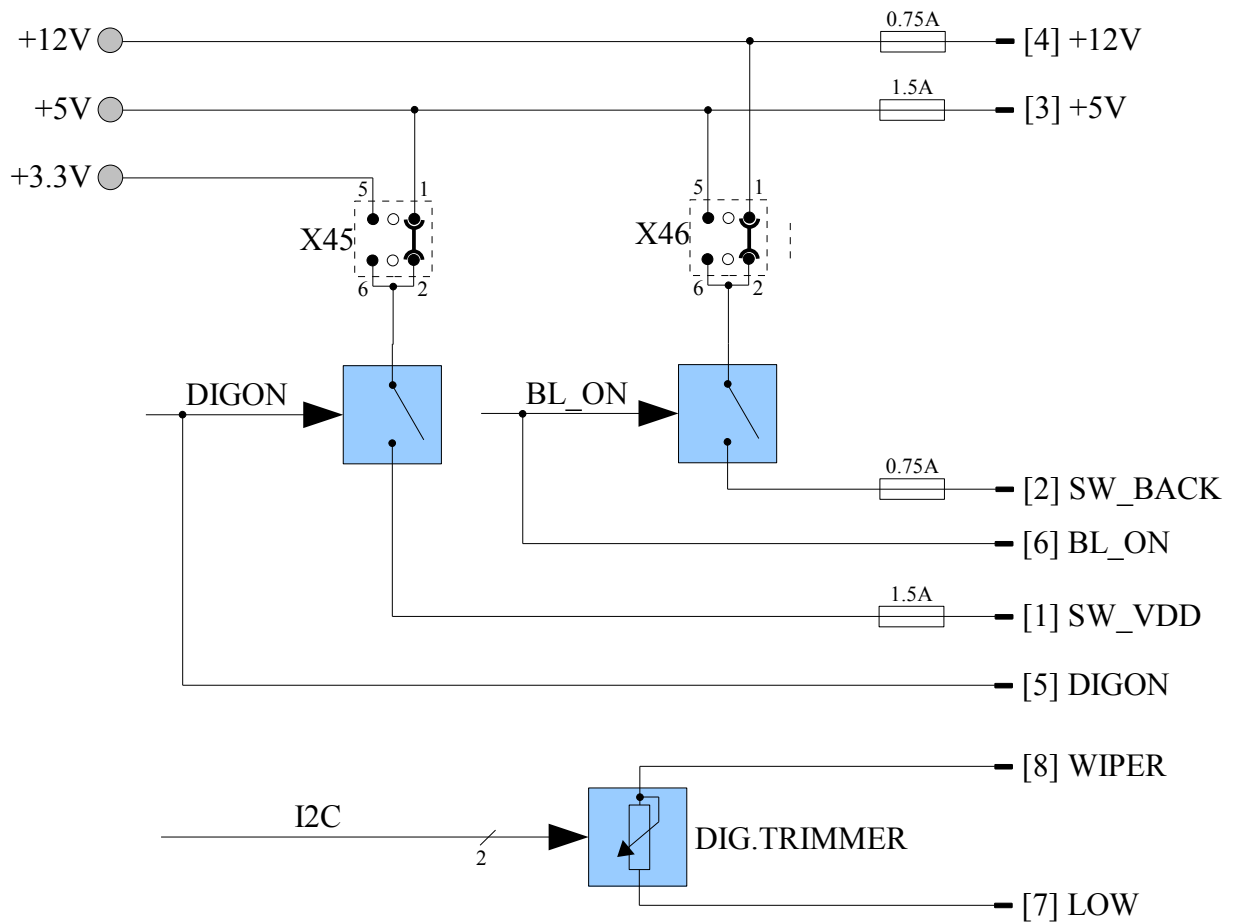 0.75A
+12V [4] +12V
1.5A
+5V [3] +5V
+3.3V
5 1 5 1
X45 X46
6 2 6 2
DIGON BL_ON
0.75A
[2] SW_BACK
[6] BL_ON
1.5A
[1] SW_VDD
[5] DIGON
[8] WIPER
I2C
2
DIG.TRIMMER
[7] LOW